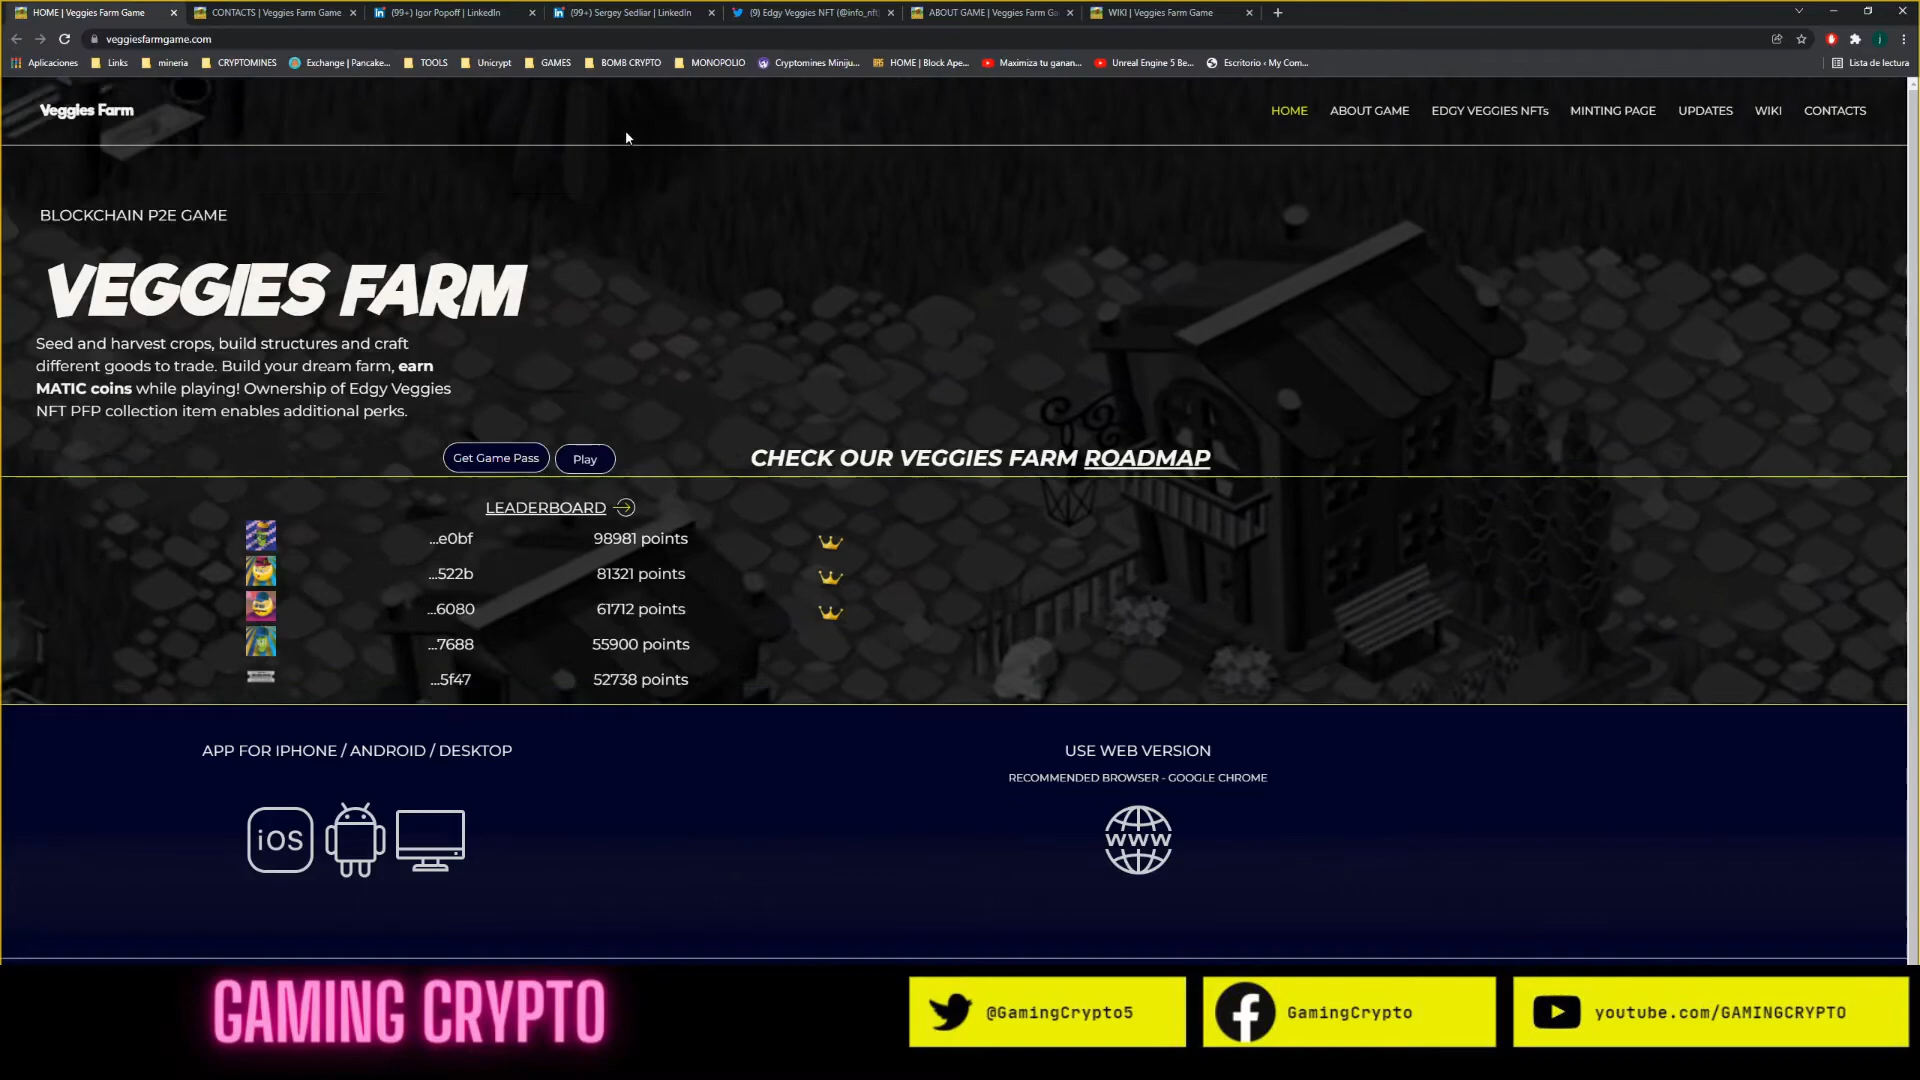 HOME | Veggies Farm Game
CONTACTS | Veggies Farm Game
(99+) Igor Popoff | LinkedIn
(99+) Sergey Sedliar | LinkedIn
(9) Edgy Veggies NFT (@info_nft
ABOUT GAME | Veggies Farm Ga
WIKI | Veggies Farm Game
veggiesfarmgame.com
Aplicaciones
Links
mineria
CRYPTOMINES
Exchange | Pancake...
TOOLS
Unicrypt
GAMES
BOMB CRYPTO
MONOPOLIO
Cryptomines Miniju...
HOME | Block Ape...
Maximiza tu ganan...
Unreal Engine 5 Be...
Escritorio ‹ My Com...
Lista de lectura
Veggies Farm
HOME
ABOUT GAME
EDGY VEGGIES NFTs
MINTING PAGE
UPDATES
WIKI
CONTACTS
BLOCKCHAIN P2E GAME
VEGGIES FARM
Seed and harvest crops, build structures and craft
different goods to trade. Build your dream farm, earn
MATIC coins while playing! Ownership of Edgy Veggies
NFT PFP collection item enables additional perks.
Get Game Pass
Play
CHECK OUR VEGGIES FARM ROADMAP
LEADERBOARD
...e0bf 98981 points
...522b 81321 points
...6080 61712 points
...7688 55900 points
...5f47 52738 points
APP FOR IPHONE / ANDROID / DESKTOP
USE WEB VERSION
RECOMMENDED BROWSER - GOOGLE CHROME
iOS
WWW
GAMING CRYPTO
@GamingCrypto5
GamingCrypto
youtube.com/GAMINGCRYPTO